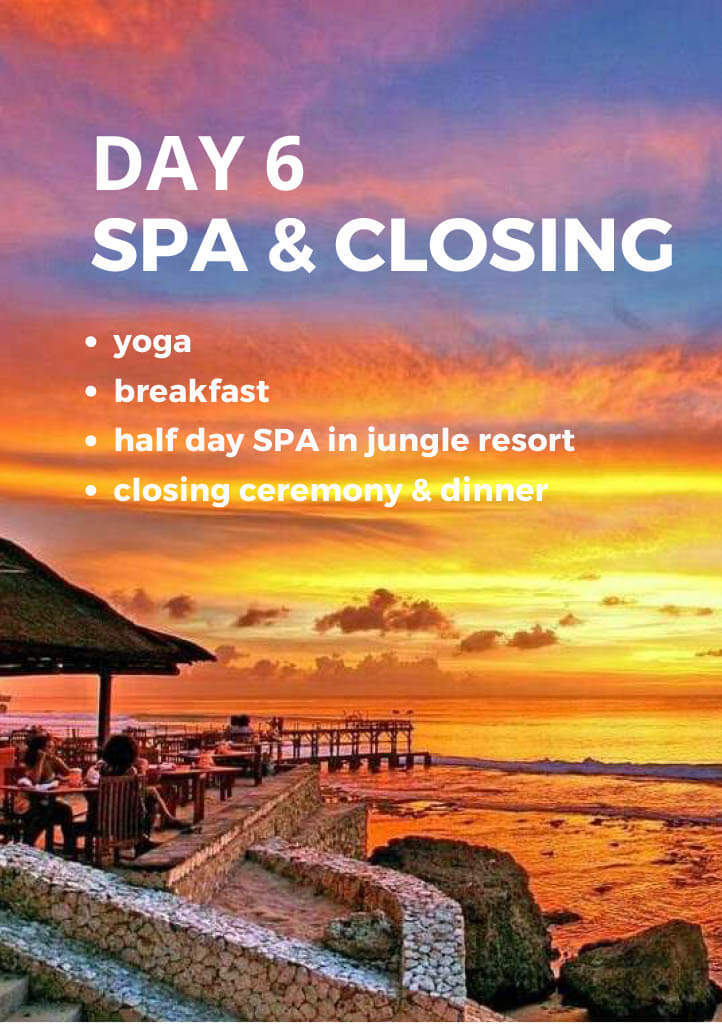 DAY 6
SPA & CLOSING
• yoga
• breakfast
• half day SPA in jungle resort
• closing ceremony & dinner